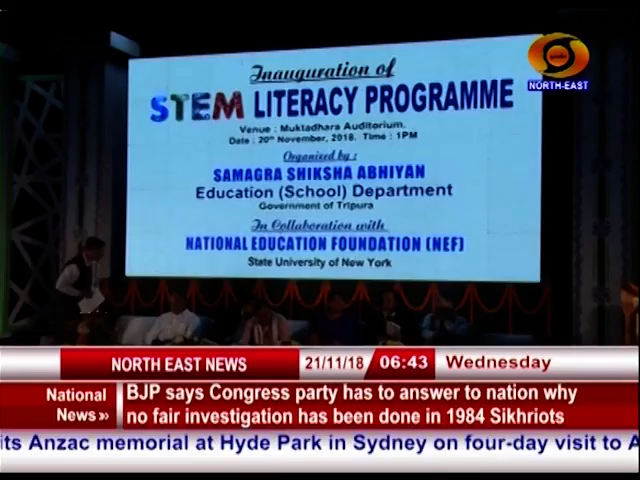 Inauguration of
STEM LITERACY PROGRAMME
Venue : Muktadhara Auditorium.
Date : 20th November, 2018. Time : 1PM
Organised by :
SAMAGRA SHIKSHA ABHIYAN
Education (School) Department
Government of Tripura
In Collaboration with
NATIONAL EDUCATION FOUNDATION (NEF)
State University of New York
NORTH-EAST
NORTH EAST NEWS 21/11/18 06:43 Wednesday
National News» BJP says Congress party has to answer to nation why
no fair investigation has been done in 1984 Sikhriots
its Anzac memorial at Hyde Park in Sydney on four-day visit to A